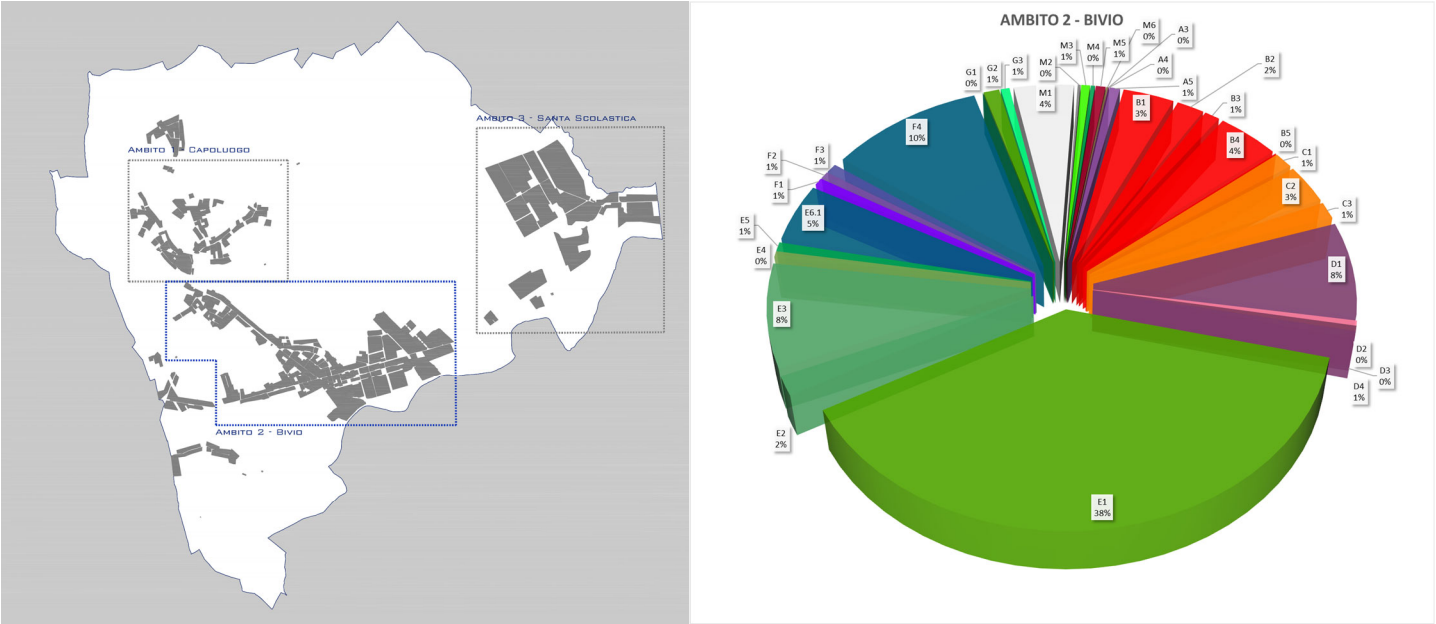 AMBITO 3 - SANTA SCOLASTICA
AMBITO 1 - CAPOLUOGO
AMBITO 2 - BIVIO
AMBITO 2 - BIVIO
M6
0%
A3
0%
M3
1%
M4
0%
M5
1%
A4
0%
B2
2%
G1
0%
G2
1%
G3
1%
M2
0%
A5
1%
M1
4%
B1
3%
B3
1%
F4
10%
B4
4%
B5
0%
C1
1%
F3
1%
F2
1%
C2
3%
F1
1%
C3
1%
E6.1
5%
E5
1%
E4
0%
D1
8%
E3
8%
D2
0%
D3
0%
D4
1%
E2
2%
E1
38%